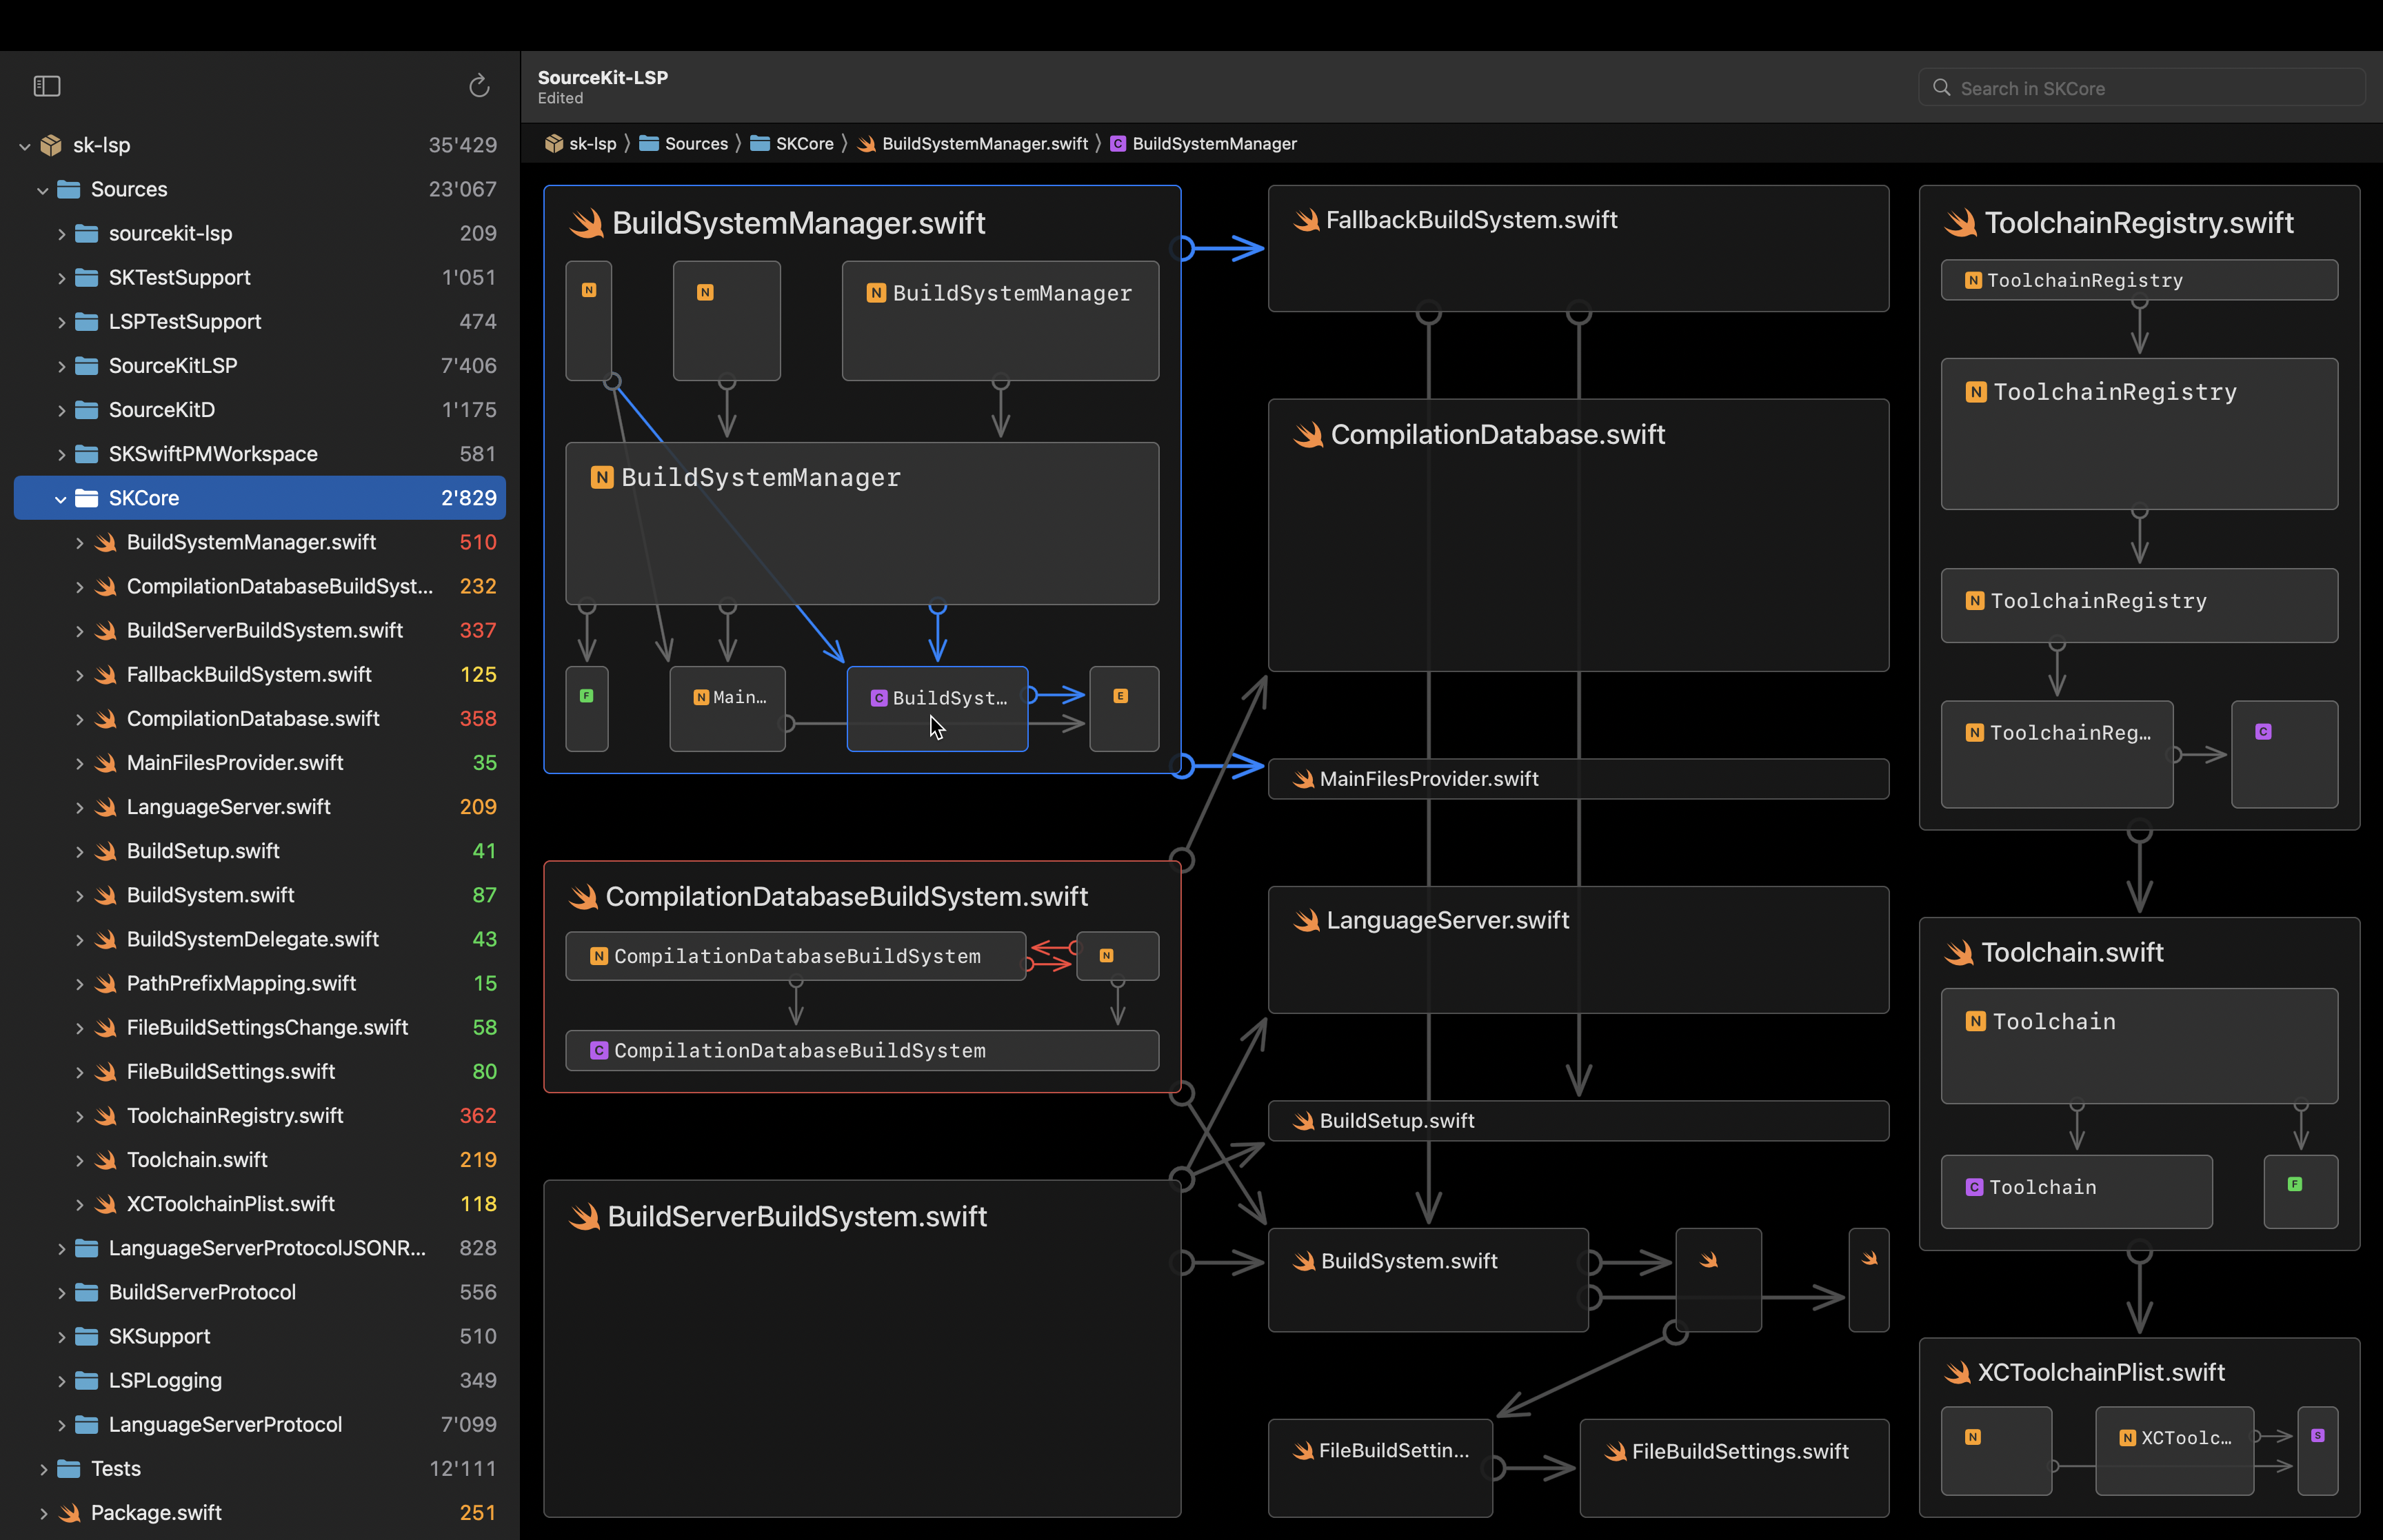 SourceKit-LSP
Edited
Search in SKCore
sk-lsp 35'429
Sources 23'067
sourcekit-lsp 209
SKTestSupport 1'051
LSPTestSupport 474
SourceKitLSP 7'406
SourceKitD 1'175
SKSwiftPMWorkspace 581
SKCore 2'829
BuildSystemManager.swift 510
CompilationDatabaseBuildSyst... 232
BuildServerBuildSystem.swift 337
FallbackBuildSystem.swift 125
CompilationDatabase.swift 358
MainFilesProvider.swift 35
LanguageServer.swift 209
BuildSetup.swift 41
BuildSystem.swift 87
BuildSystemDelegate.swift 43
PathPrefixMapping.swift 15
FileBuildSettingsChange.swift 58
FileBuildSettings.swift 80
ToolchainRegistry.swift 362
Toolchain.swift 219
XCToolchainPlist.swift 118
LanguageServerProtocolJSONR... 828
BuildServerProtocol 556
SKSupport 510
LSPLogging 349
LanguageServerProtocol 7'099
Tests 12'111
Package.swift 251
sk-lsp 〉 Sources 〉 SKCore 〉 BuildSystemManager.swift 〉 C BuildSystemManager
BuildSystemManager.swift
N
N
N BuildSystemManager
N BuildSystemManager
F
N Main...
C BuildSyst...
E
CompilationDatabaseBuildSystem.swift
N CompilationDatabaseBuildSystem
N
C CompilationDatabaseBuildSystem
BuildServerBuildSystem.swift
FallbackBuildSystem.swift
CompilationDatabase.swift
MainFilesProvider.swift
LanguageServer.swift
BuildSetup.swift
BuildSystem.swift
FileBuildSettin...
FileBuildSettings.swift
ToolchainRegistry.swift
N ToolchainRegistry
N ToolchainRegistry
N ToolchainRegistry
N ToolchainReg...
C
Toolchain.swift
N Toolchain
C Toolchain
F
XCToolchainPlist.swift
N
N XCToolc...
S